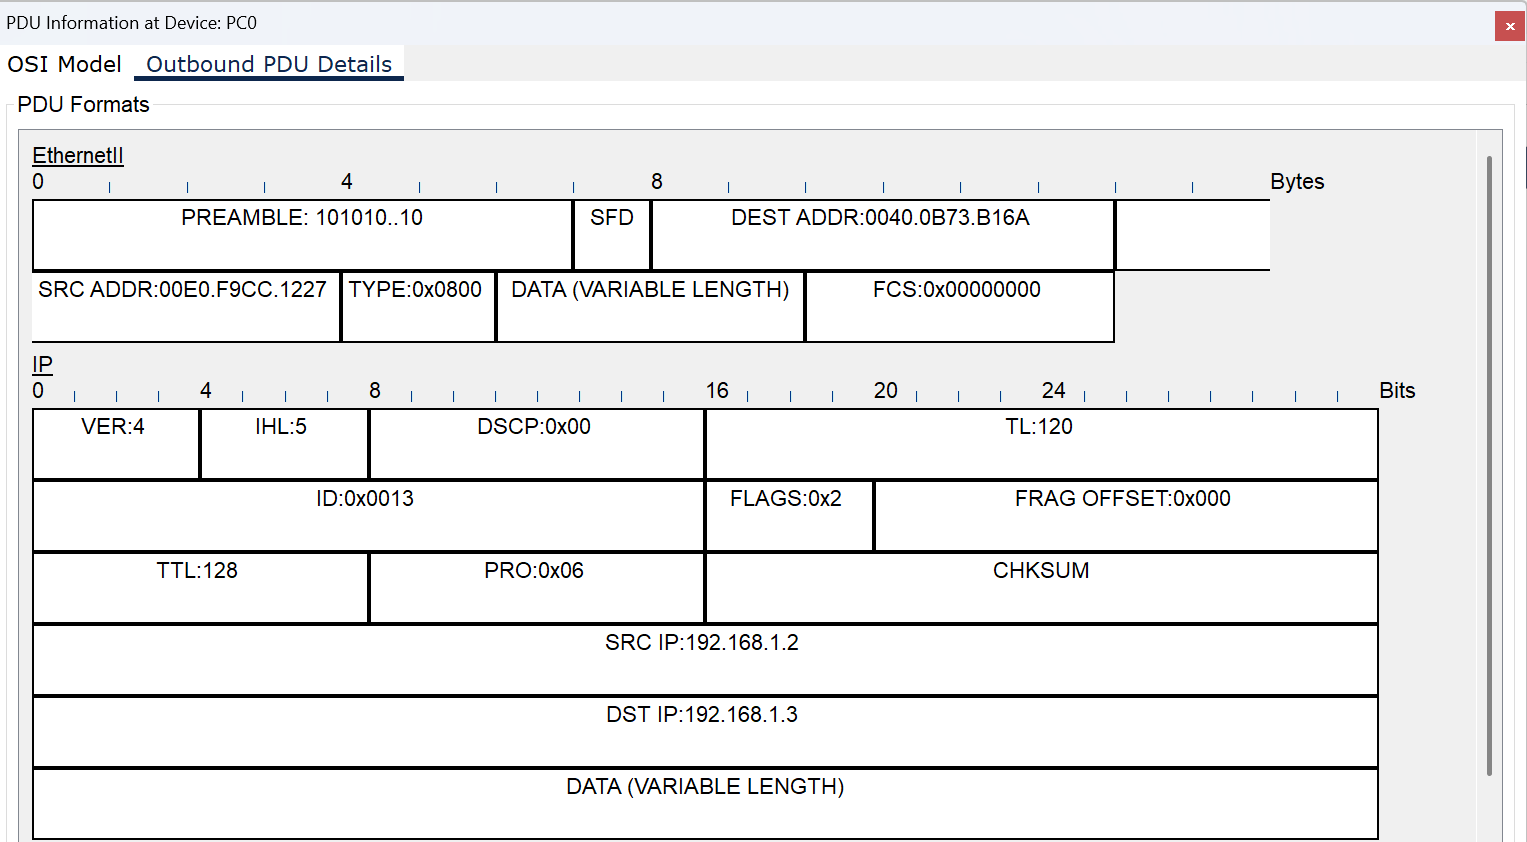 PDU Information at Device: PC0
×
OSI Model Outbound PDU Details
PDU Formats
EthernetII
0 4 8 Bytes
PREAMBLE: 101010..10 SFD DEST ADDR:0040.0B73.B16A
SRC ADDR:00E0.F9CC.1227 TYPE:0x0800 DATA (VARIABLE LENGTH) FCS:0x00000000
IP
0 4 8 16 20 24 Bits
VER:4 IHL:5 DSCP:0x00 TL:120
ID:0x0013 FLAGS:0x2 FRAG OFFSET:0x000
TTL:128 PRO:0x06 CHKSUM
SRC IP:192.168.1.2
DST IP:192.168.1.3
DATA (VARIABLE LENGTH)